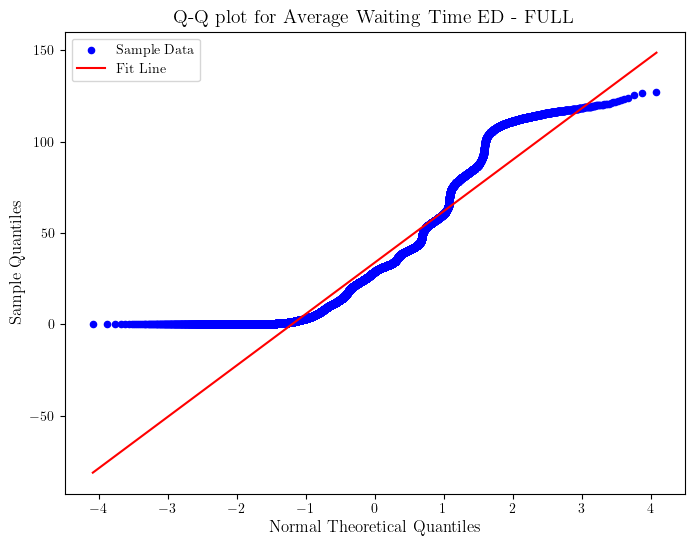 Q-Q plot for Average Waiting Time ED - FULL
Sample Data
Fit Line
150
100
50
0
−50
Sample Quantiles
−4 −3 −2 −1 0 1 2 3 4
Normal Theoretical Quantiles